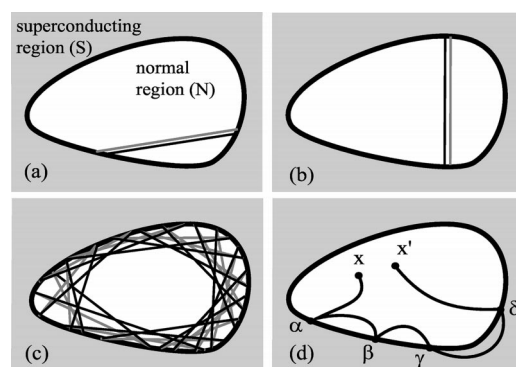 superconducting
region (S)
normal
region (N)
(a)
(b)
(c)
x
x'
α
β
γ
δ
(d)